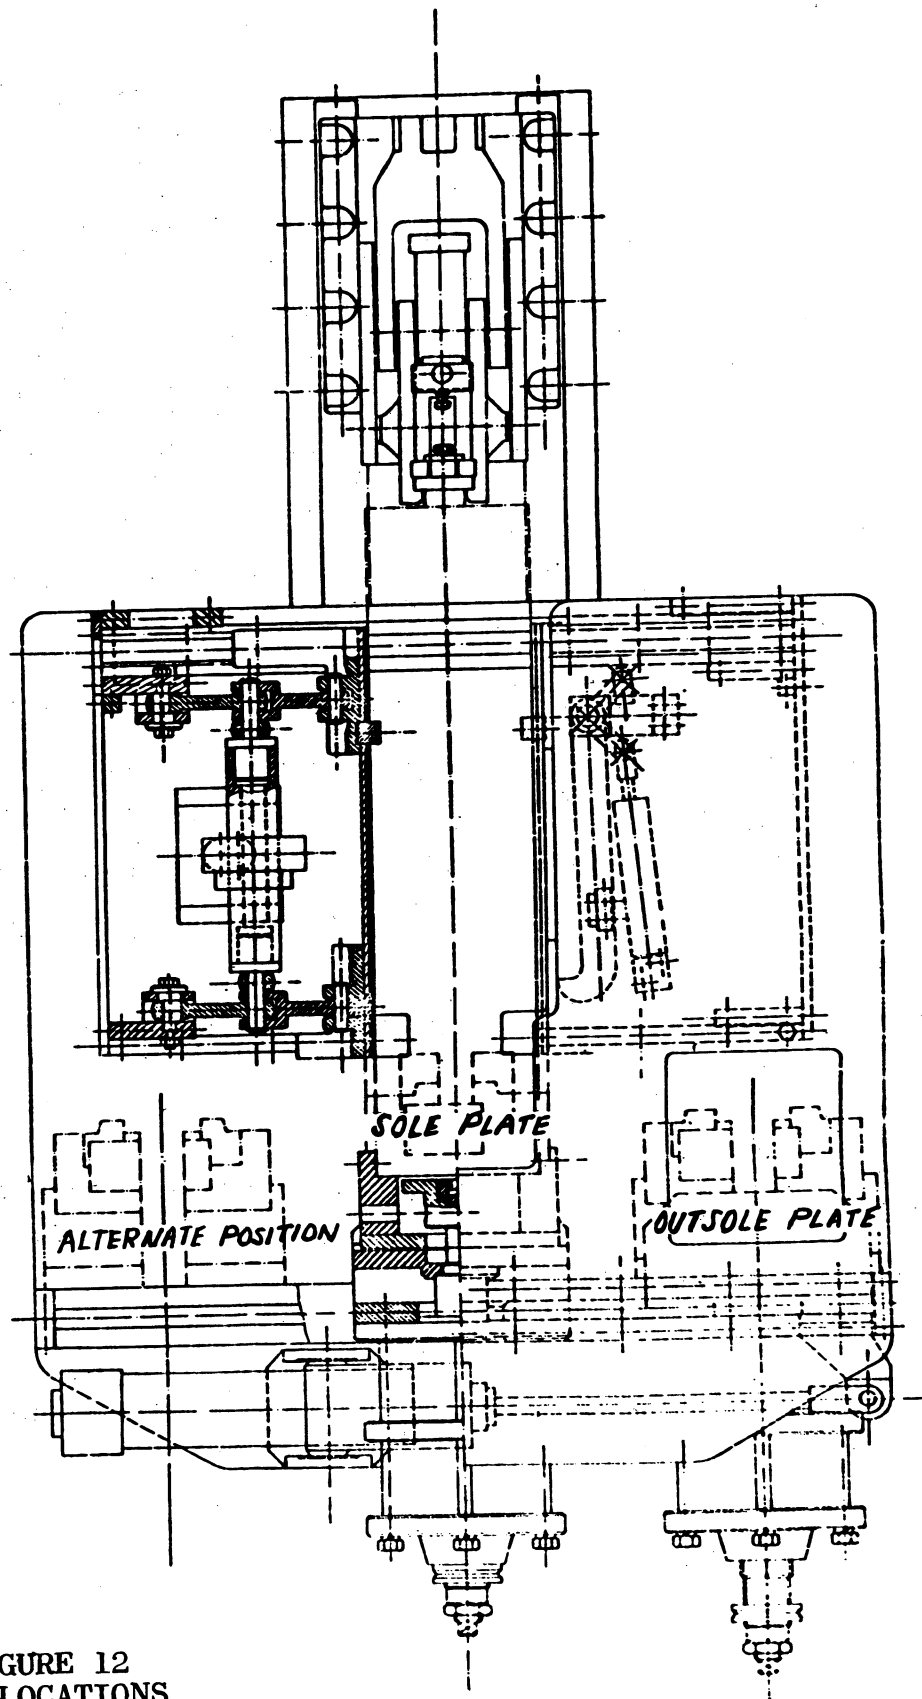 SOLE PLATE
ALTERNATE POSITION
OUTSOLE PLATE
GURE 12
LOCATIONS